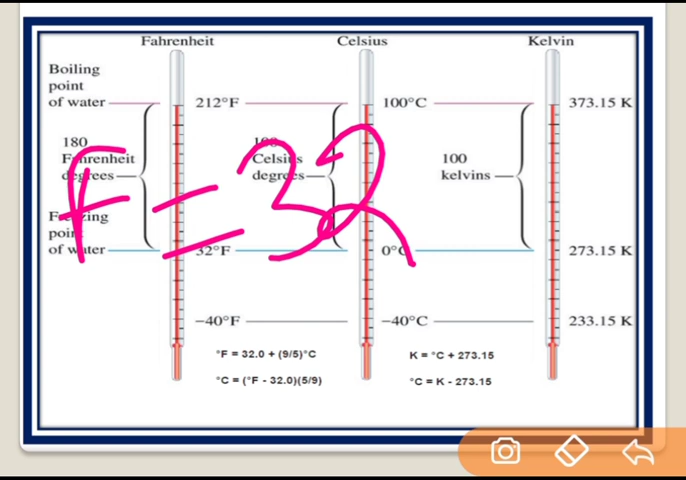 Fahrenheit Celsius Kelvin
Boiling
point
of water 212°F 100°C 373.15 K
180 100 100
Fahrenheit Celsius kelvins
degrees degrees
F = 32
Freezing
point
of water 32°F 0°C 273.15 K
−40°F −40°C 233.15 K
°F = 32.0 + (9/5)°C K = °C + 273.15
°C = (°F - 32.0)(5/9) °C = K - 273.15